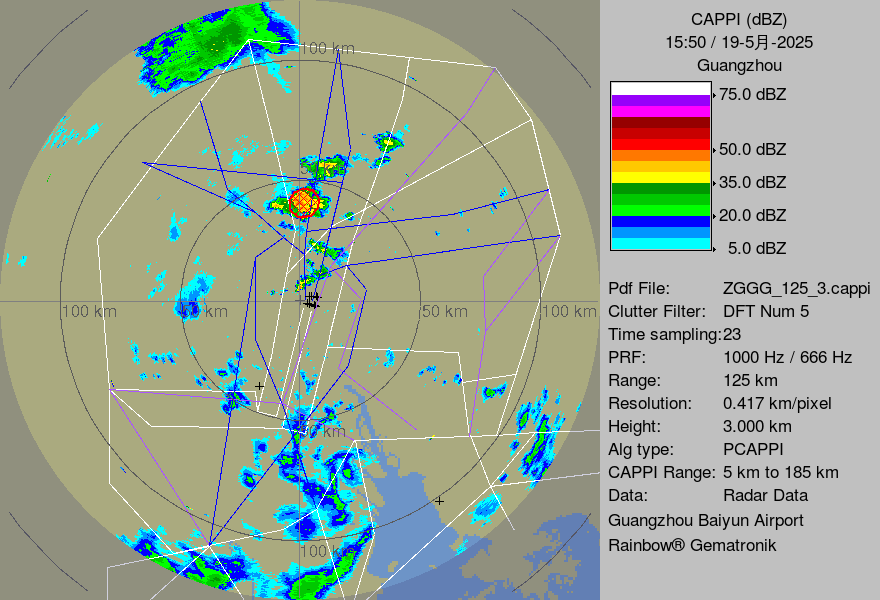 CAPPI (dBZ)
15:50 / 19-5月-2025
Guangzhou
75.0 dBZ
50.0 dBZ
35.0 dBZ
20.0 dBZ
5.0 dBZ
Pdf File: ZGGG_125_3.cappi
Clutter Filter: DFT Num 5
Time sampling:23
PRF: 1000 Hz / 666 Hz
Range: 125 km
Resolution: 0.417 km/pixel
Height: 3.000 km
Alg type: PCAPPI
CAPPI Range: 5 km to 185 km
Data: Radar Data
Guangzhou Baiyun Airport
Rainbow® Gematronik
100 km
100 km
km
50 km
100 km
km
100 km